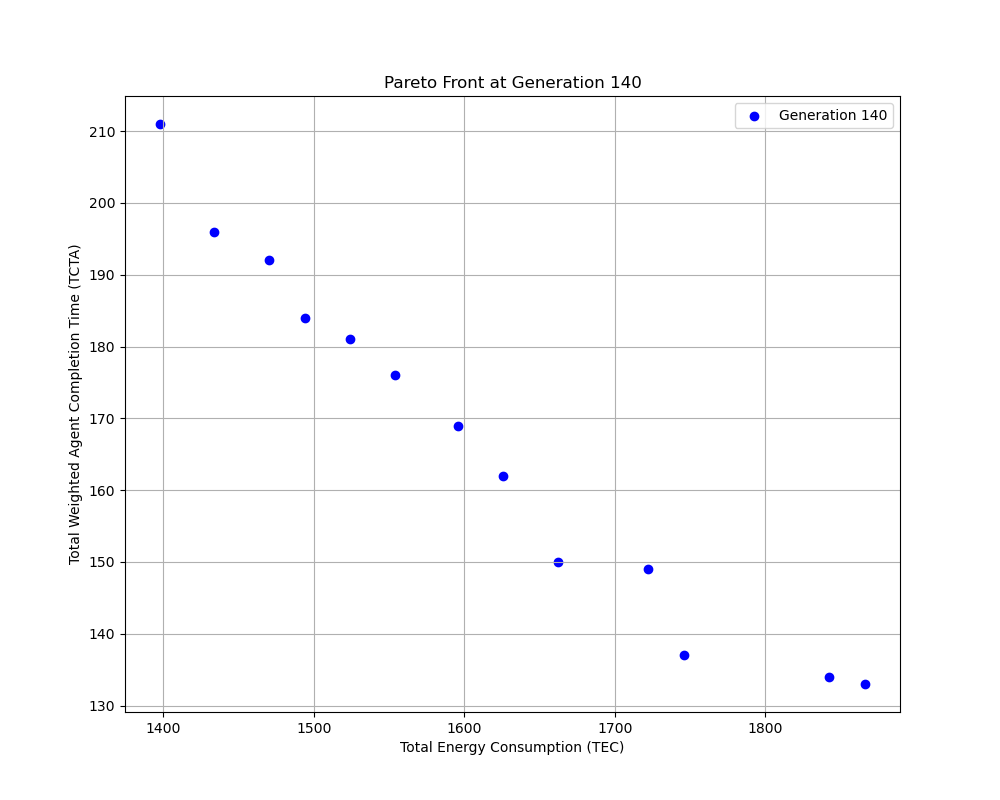 Pareto Front at Generation 140
Generation 140
210
200
190
180
170
160
150
140
130
Total Weighted Agent Completion Time (TCTA)
1400 1500 1600 1700 1800
Total Energy Consumption (TEC)